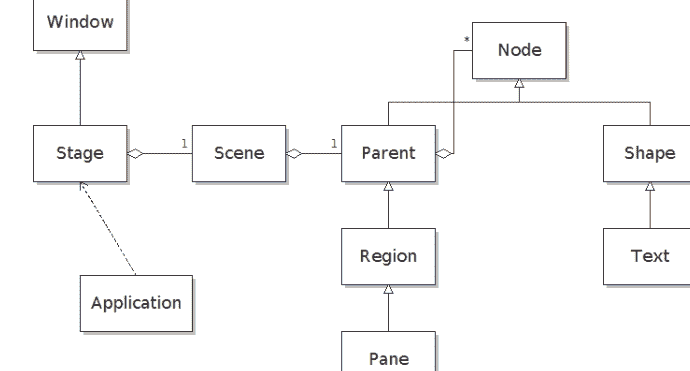 Window
Node
*
Stage
1
Scene
1
Parent
Shape
Region
Text
Application
Pane